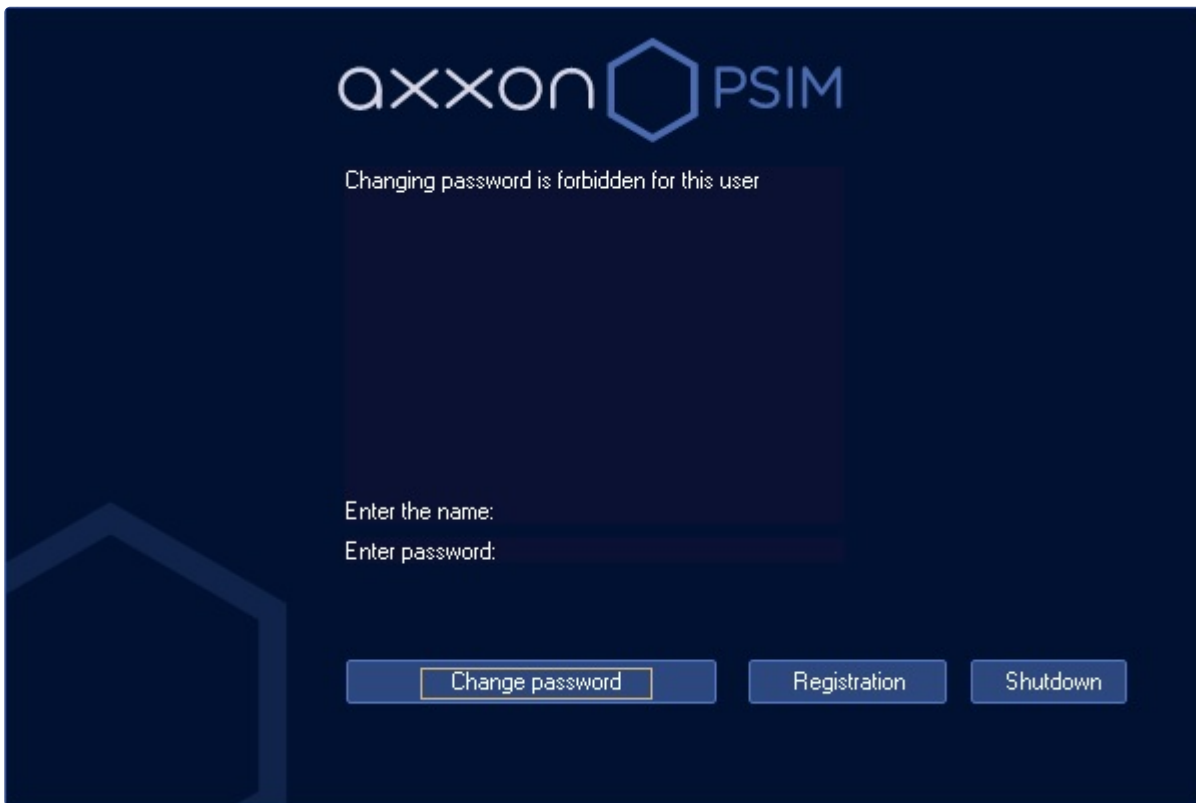 axxon PSIM
Changing password is forbidden for this user
Enter the name:
Enter password:
Change password Registration Shutdown